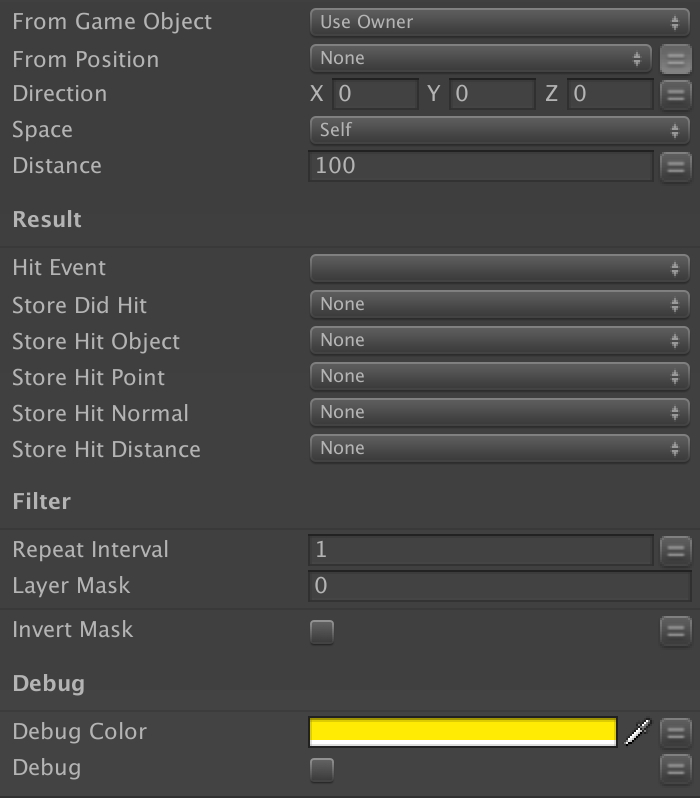 From Game Object Use Owner
From Position None
Direction X 0 Y 0 Z 0
Space Self
Distance 100
Result
Hit Event
Store Did Hit None
Store Hit Object None
Store Hit Point None
Store Hit Normal None
Store Hit Distance None
Filter
Repeat Interval 1
Layer Mask 0
Invert Mask
Debug
Debug Color
Debug